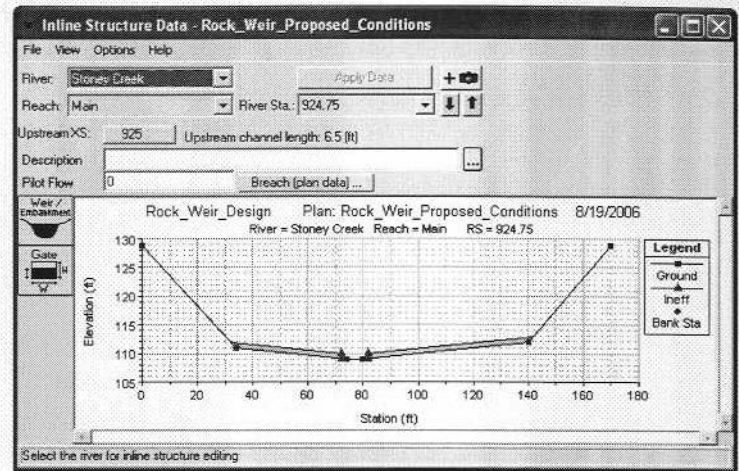 Inline Structure Data - Rock_Weir_Proposed_Conditions
File View Options Help
River: Stoney Creek Apply Data
Reach: Main River Sta.: 924.75
Upstream XS: 925 Upstream channel length: 6.5 (ft)
Description ...
Pilot Flow 0 Breach (plan data) ...
Weir / Embankment
Gate
H
W
Rock_Weir_Design Plan: Rock_Weir_Proposed_Conditions 8/19/2006
River = Stoney Creek Reach = Main RS = 924.75
Elevation (ft)
130
125
120
115
110
105
0 20 40 60 80 100 120 140 160 180
Station (ft)
Legend
Ground
Ineff
Bank Sta
Select the river for inline structure editing